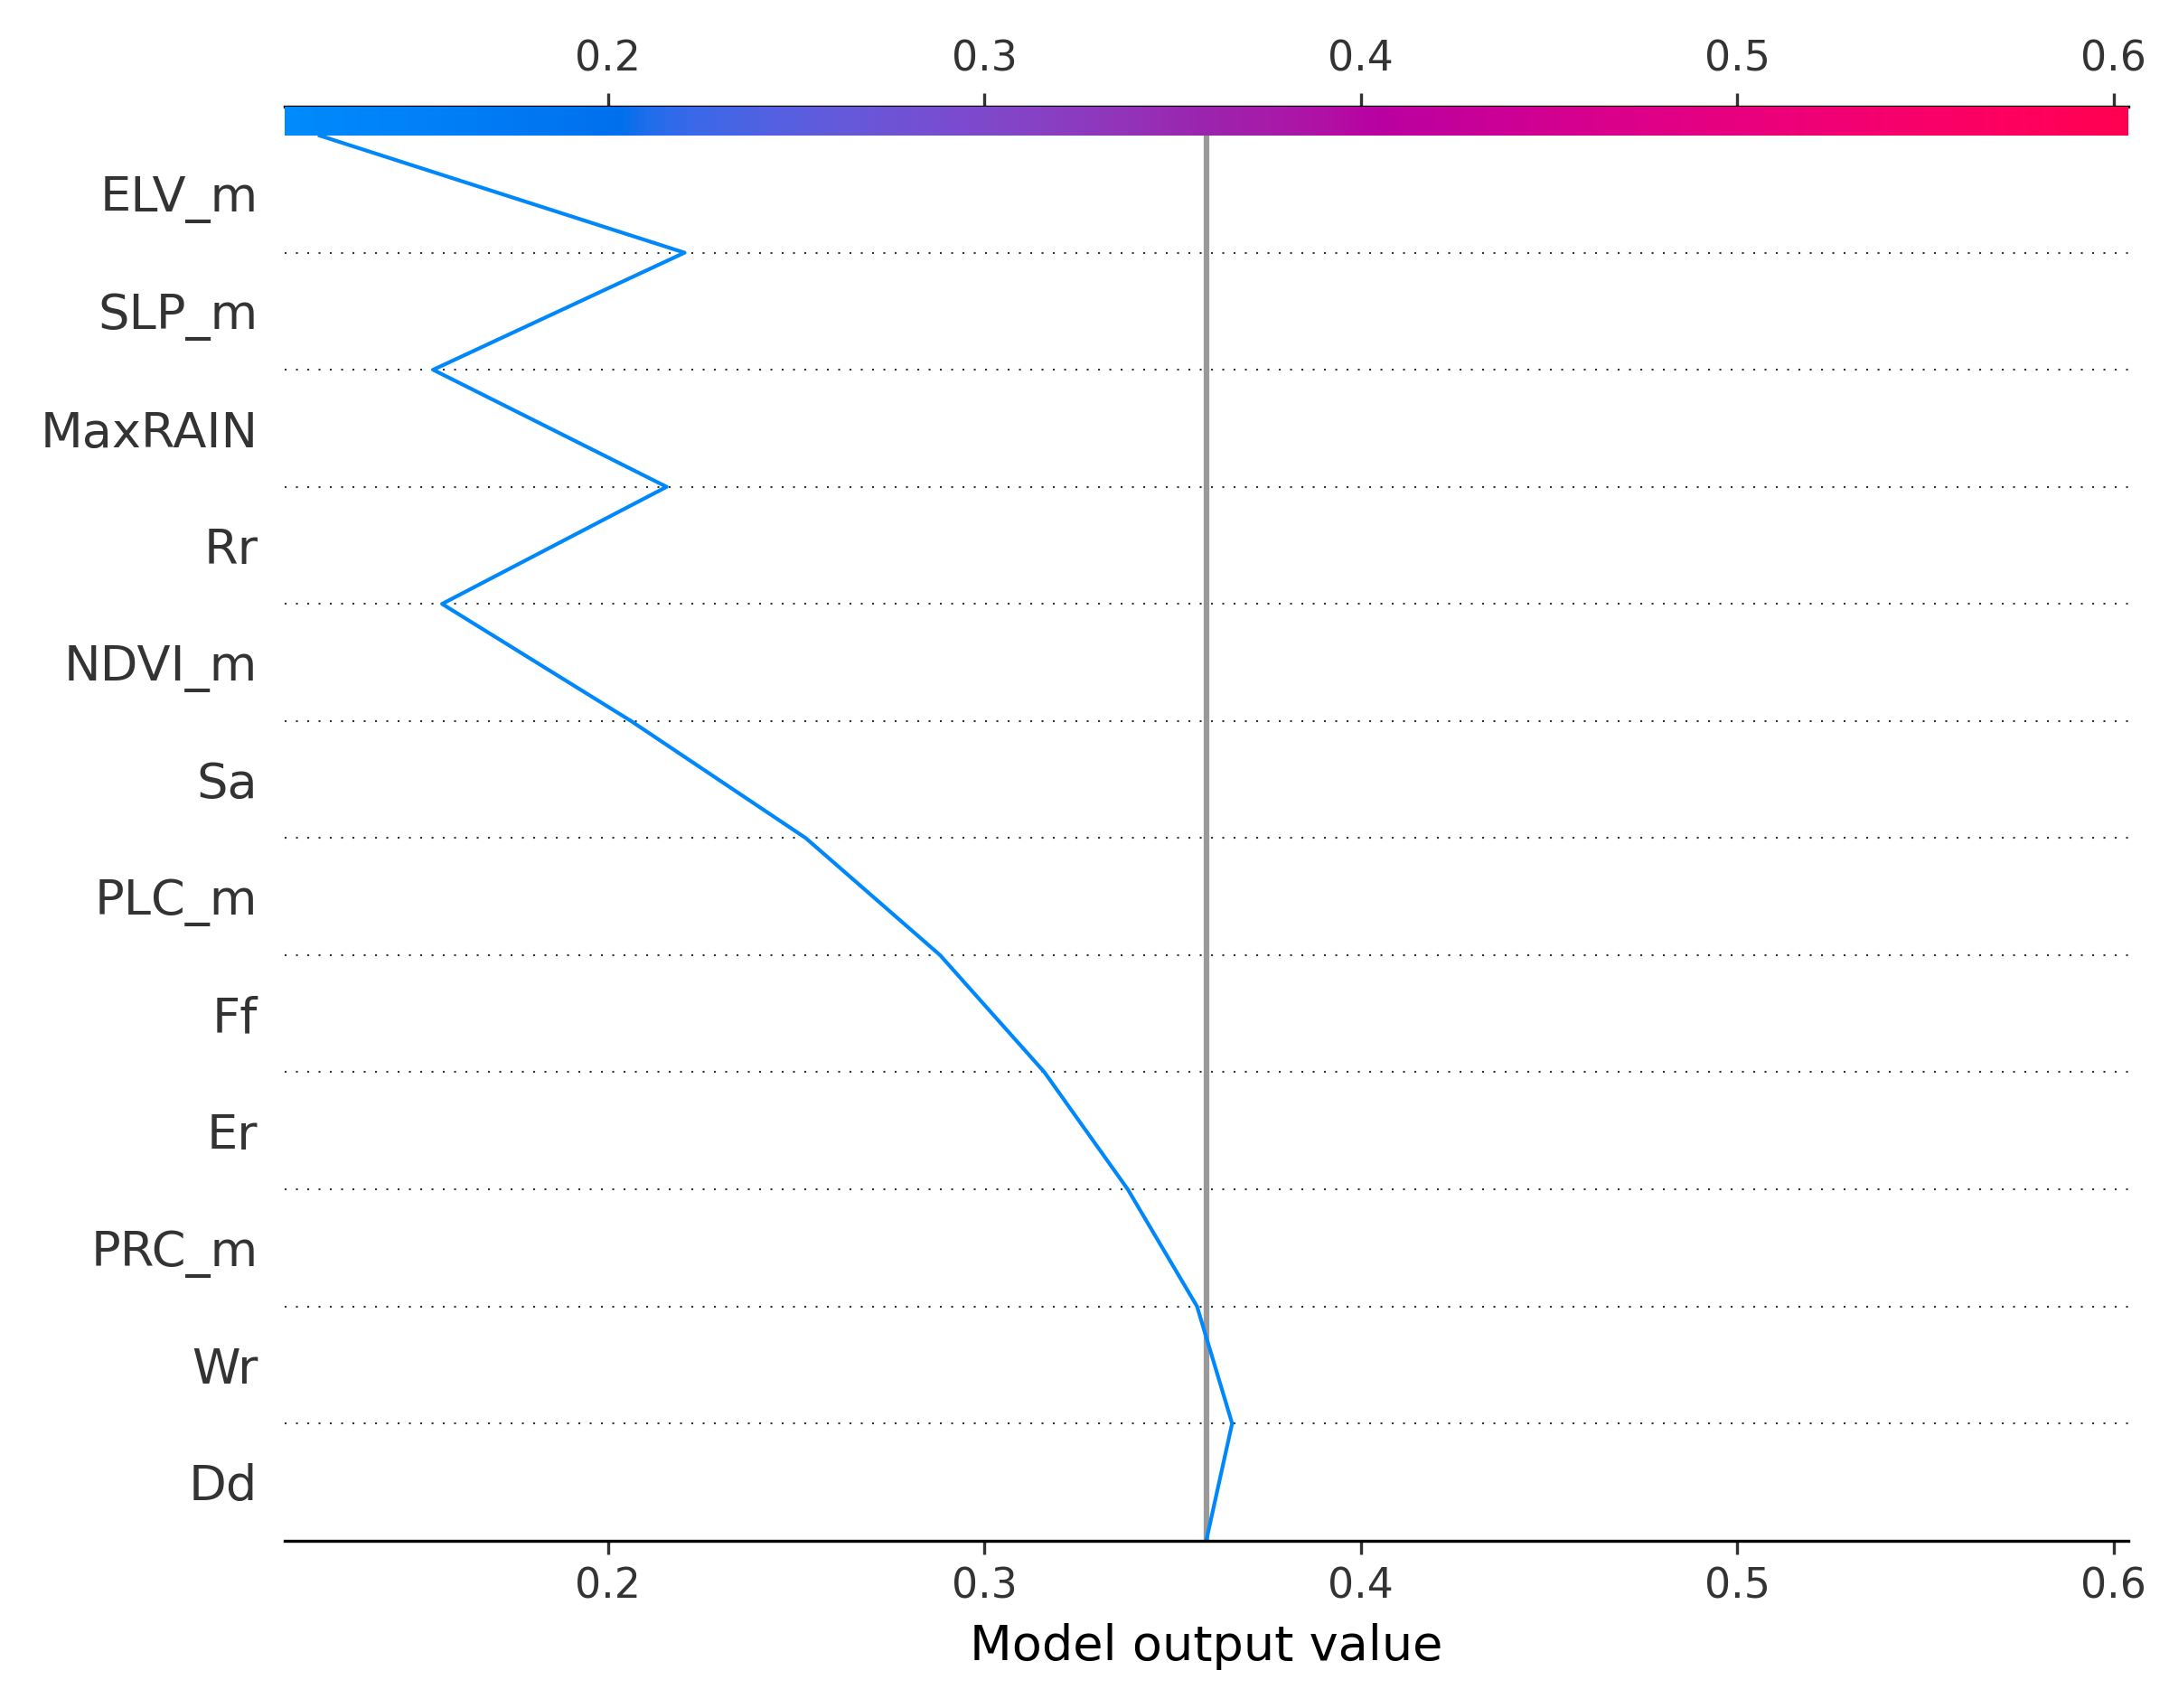 0.2 0.3 0.4 0.5 0.6
ELV_m
SLP_m
MaxRAIN
Rr
NDVI_m
Sa
PLC_m
Ff
Er
PRC_m
Wr
Dd
0.2 0.3 0.4 0.5 0.6
Model output value